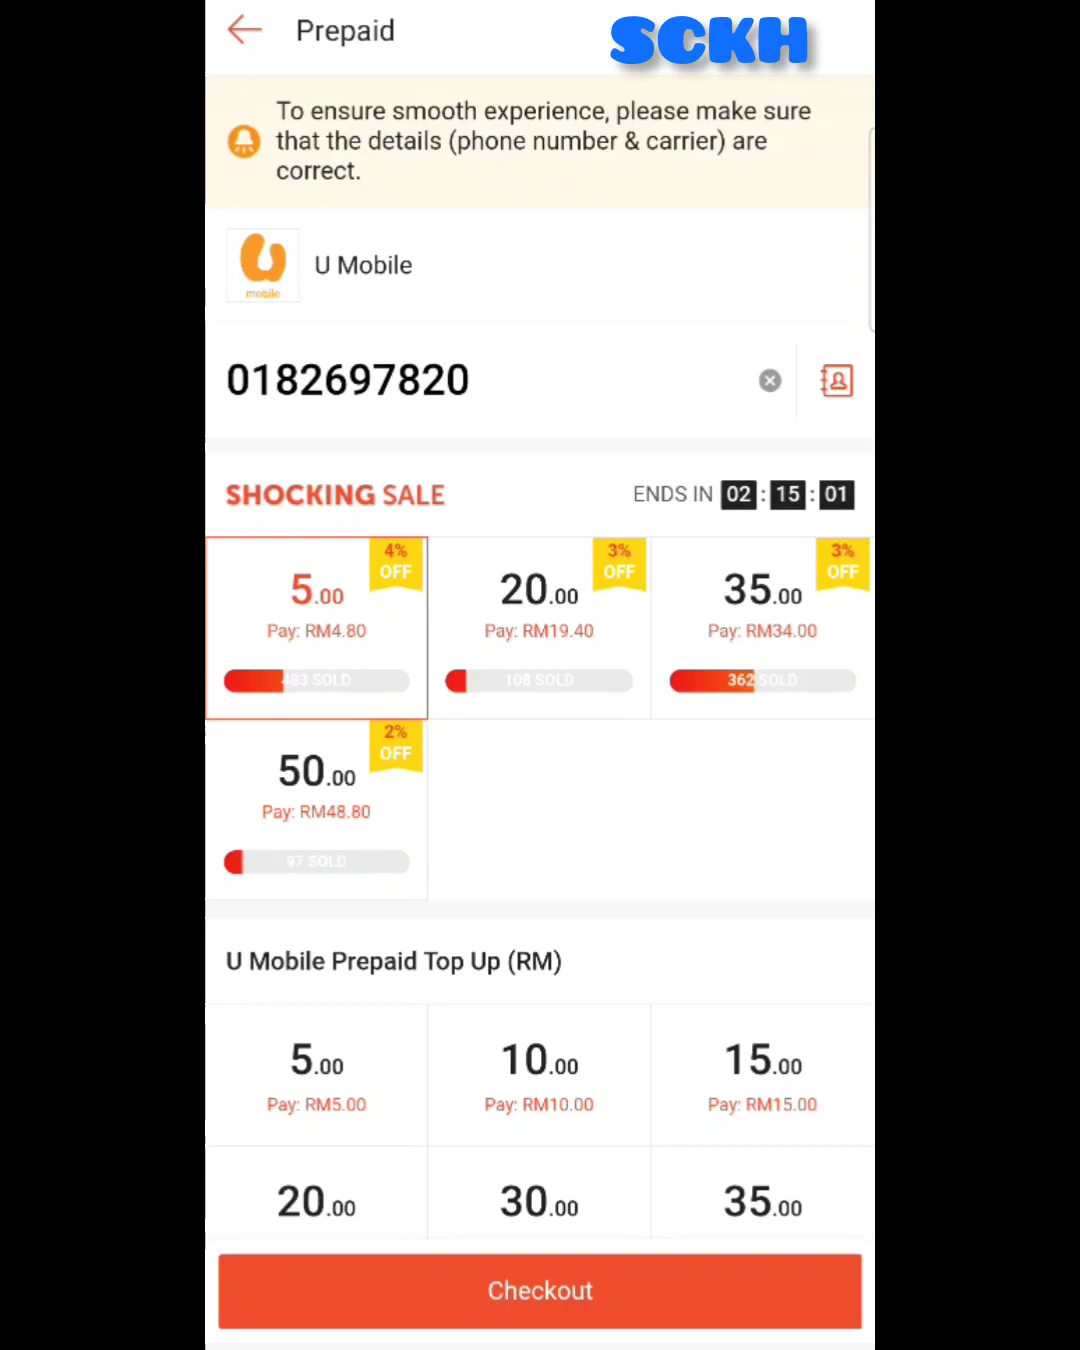 Prepaid
SCKH
To ensure smooth experience, please make sure
that the details (phone number & carrier) are
correct.
mobile
U Mobile
0182697820
SHOCKING SALE
ENDS IN 02 : 15 : 01
4%
OFF
5.00
Pay: RM4.80
483 SOLD
3%
OFF
20.00
Pay: RM19.40
108 SOLD
3%
OFF
35.00
Pay: RM34.00
362 SOLD
2%
OFF
50.00
Pay: RM48.80
97 SOLD
U Mobile Prepaid Top Up (RM)
5.00
Pay: RM5.00
10.00
Pay: RM10.00
15.00
Pay: RM15.00
20.00
30.00
35.00
Checkout